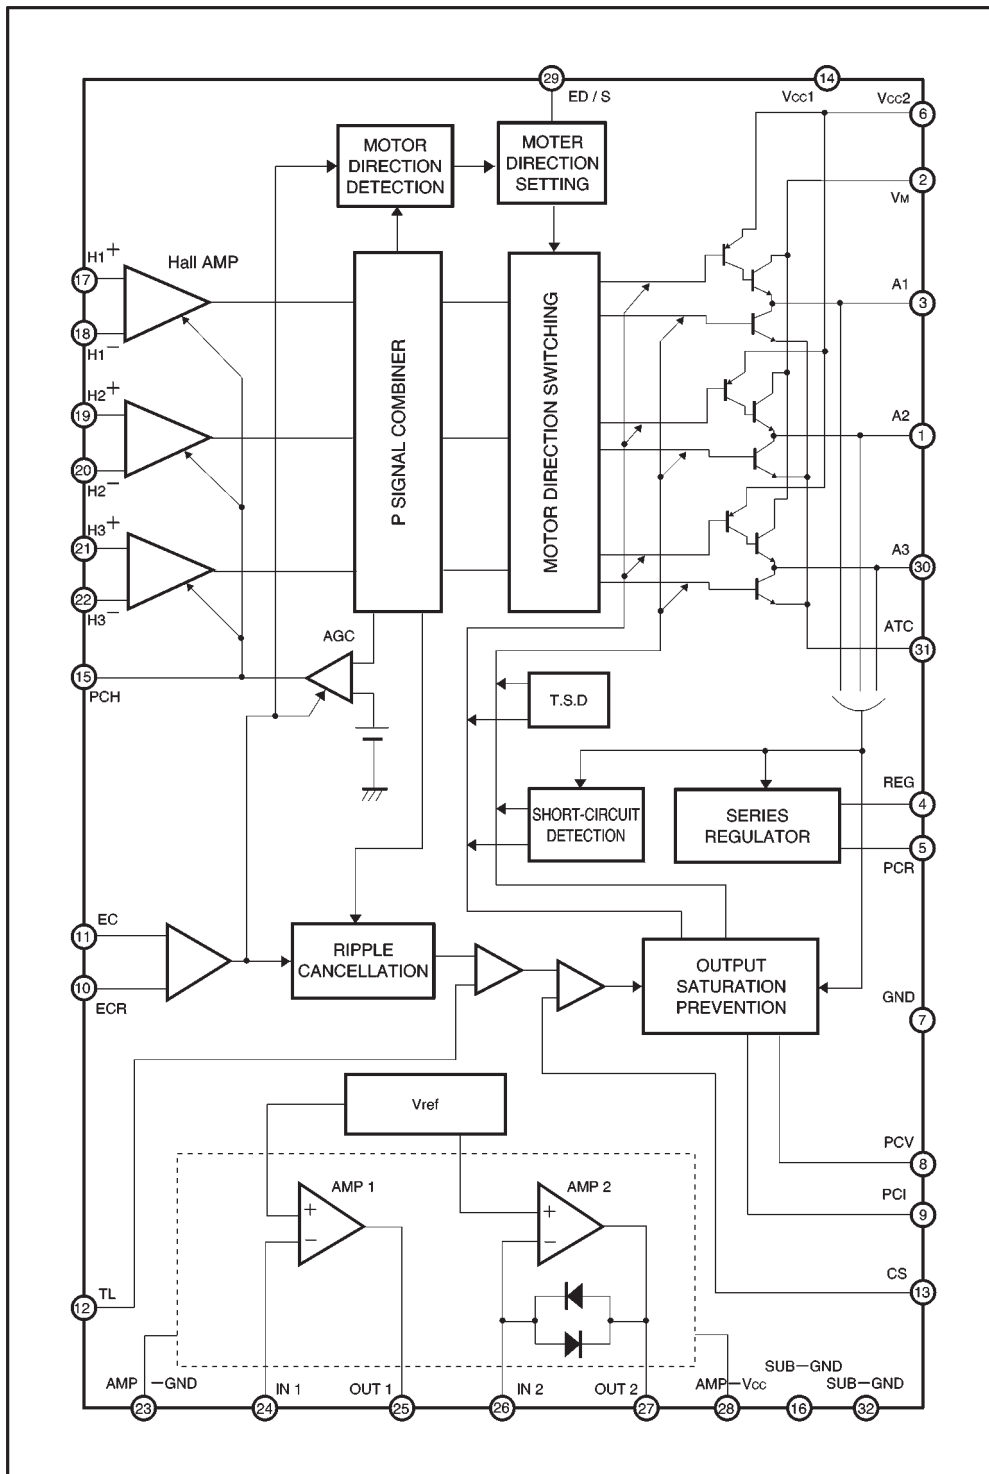 29
ED / S
14
Vcc1
Vcc2
6
MOTOR
DIRECTION
DETECTION
MOTER
DIRECTION
SETTING
2
VM
H1+
17
Hall AMP
18
H1−
A1
3
H2+
19
20
H2−
A2
1
H3+
21
22
H3−
A3
30
P SIGNAL COMBINER
MOTOR DIRECTION SWITCHING
ATC
31
AGC
15
PCH
T.S.D
SHORT-CIRCUIT
DETECTION
SERIES
REGULATOR
REG
4
5
PCR
EC
11
10
ECR
RIPPLE
CANCELLATION
OUTPUT
SATURATION
PREVENTION
GND
7
Vref
PCV
8
PCI
9
AMP 1
+
−
AMP 2
+
−
CS
13
TL
12
AMP −GND
23
IN 1
24
OUT 1
25
IN 2
26
OUT 2
27
AMP−Vcc
28
SUB−GND
16
SUB−GND
32